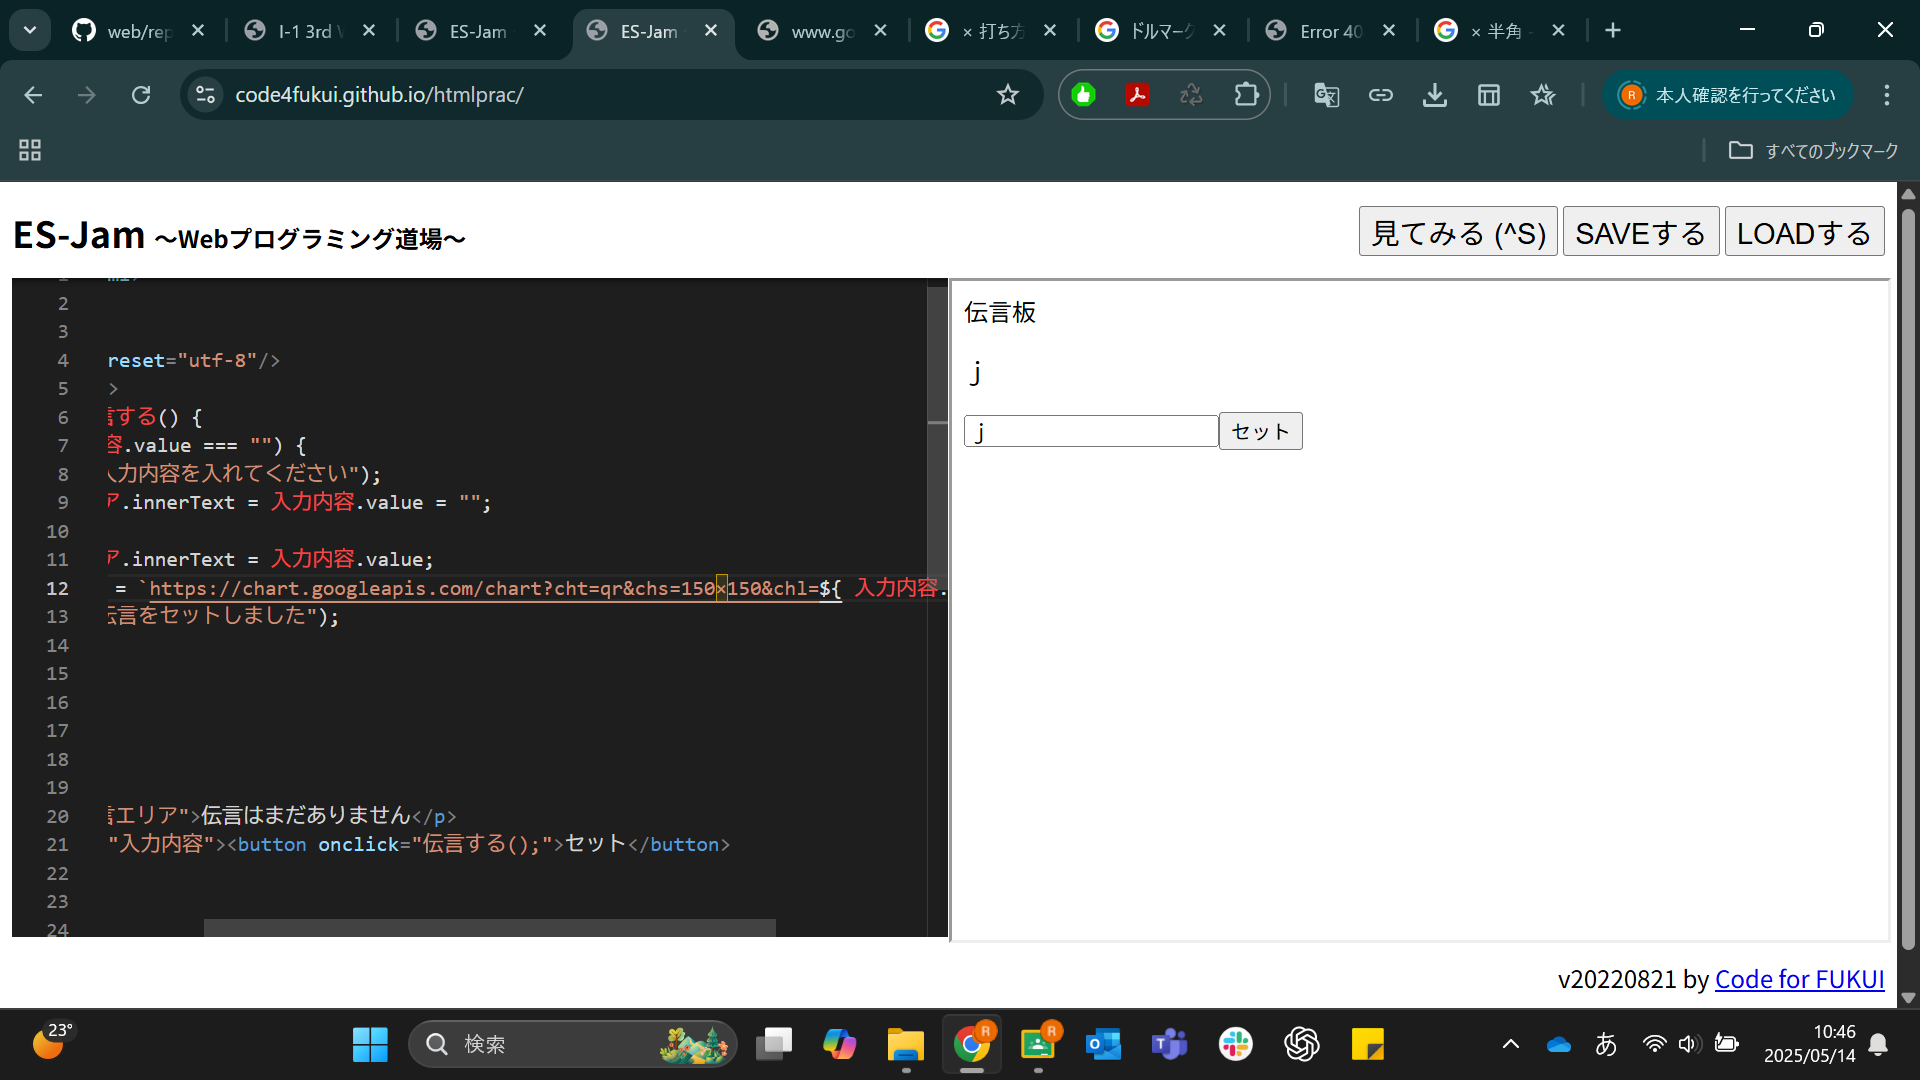 web/rep
I-1 3rd
ES-Jam
ES-Jam
www.go
× 打ち方
ドルマーク
Error 40
× 半角 -
code4fukui.github.io/htmlprac/
R 本人確認を行ってください
すべてのブックマーク
ES-Jam ～Webプログラミング道場～
見てみる (^S) SAVEする LOADする
1
2
3
4 reset="utf-8"/>
5 >
6 言する() {
7 容.value === "") {
8 入力内容を入れてください");
9 ア.innerText = 入力内容.value = "";
10
11 ア.innerText = 入力内容.value;
12 = `https://chart.googleapis.com/chart?cht=qr&chs=150×150&chl=${ 入力内容.
13 伝言をセットしました");
14
15
16
17
18
19
20 言エリア">伝言はまだありません</p>
21 "入力内容"><button onclick="伝言する();">セット</button>
22
23
24
伝言板
ｊ
ｊ セット
v20220821 by Code for FUKUI
23°
検索
あ
10:46
2025/05/14